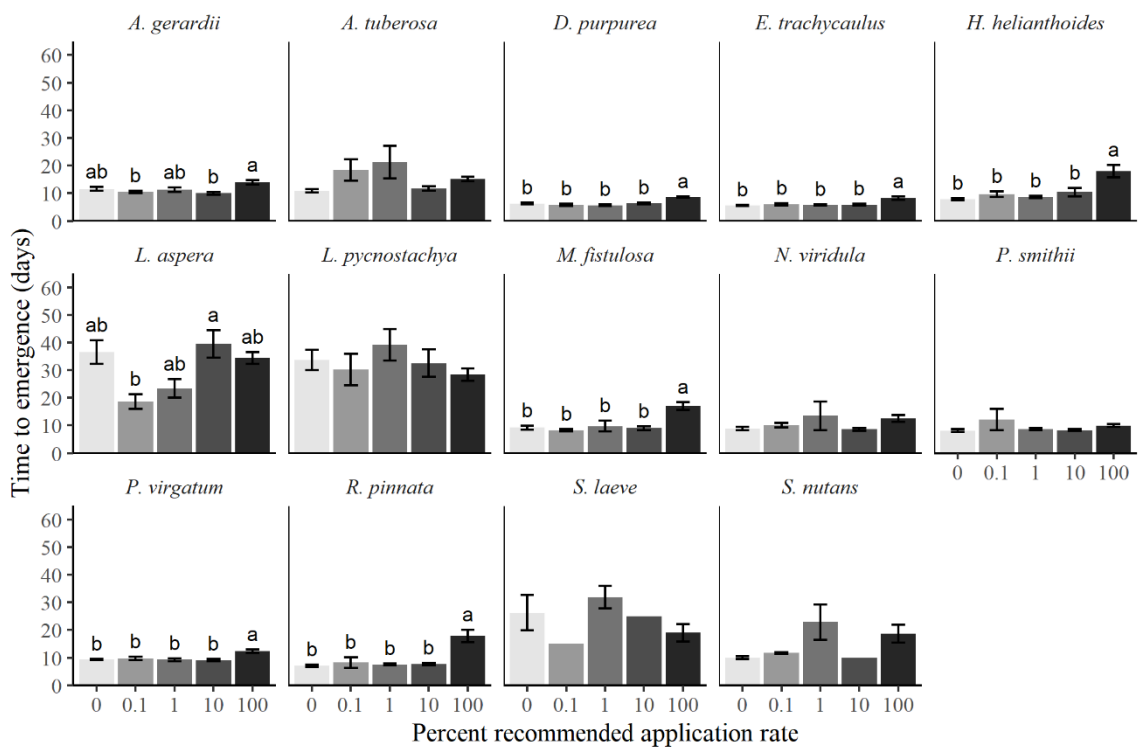 A. gerardii A. tuberosa D. purpurea E. trachycaulus H. helianthoides
60
50
40
30
20
10
0
ab b ab b a
b b b b a
b b b b a
b b b b a
L. aspera L. pycnostachya M. fistulosa N. viridula P. smithii
60
50
40
30
20
10
0
ab b ab a ab
b b b b a
0 0.1 1 10 100
P. virgatum R. pinnata S. laeve S. nutans
60
50
40
30
20
10
0
b b b b a
b b b b a
0 0.1 1 10 100 0 0.1 1 10 100 0 0.1 1 10 100 0 0.1 1 10 100
Time to emergence (days)
Percent recommended application rate